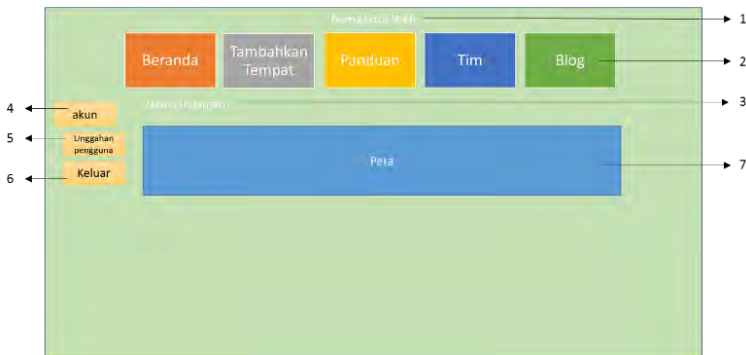 1
Beranda
Tambahkan
Tempat
Panduan
Tim
Blog
2
3
4
akun
5
Unggahan
pengguna
6
Keluar
Peta
7